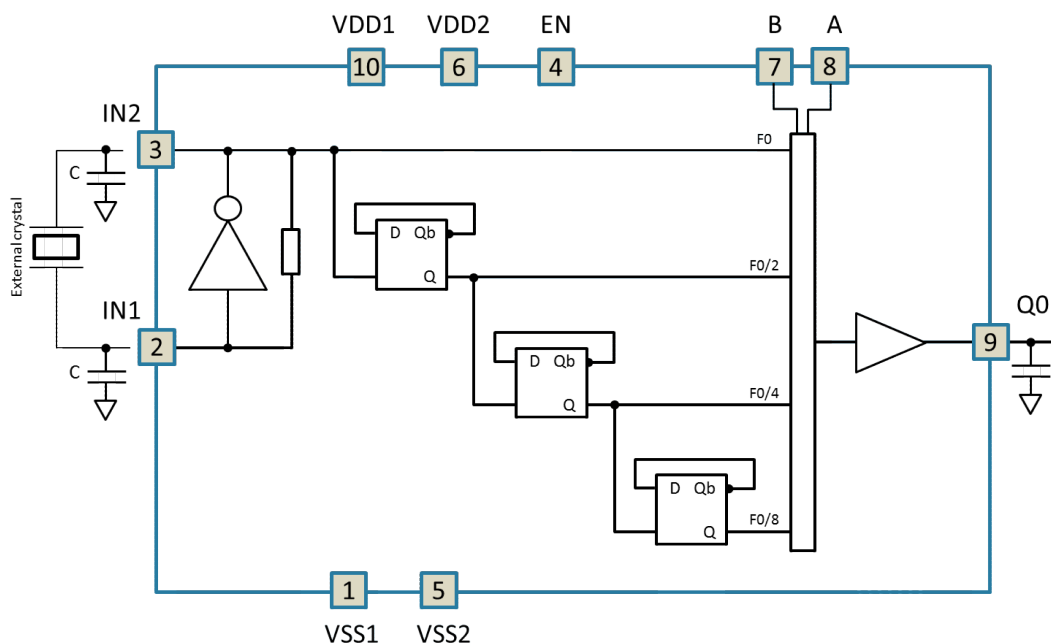 VDD1 VDD2 EN B A
10 6 4 7 8
IN2
3
F0
C
D Qb
Q
F0/2
External crystal
IN1
2
Q0
9
D Qb
C
Q
F0/4
D Qb
Q
F0/8
1 5
VSS1 VSS2